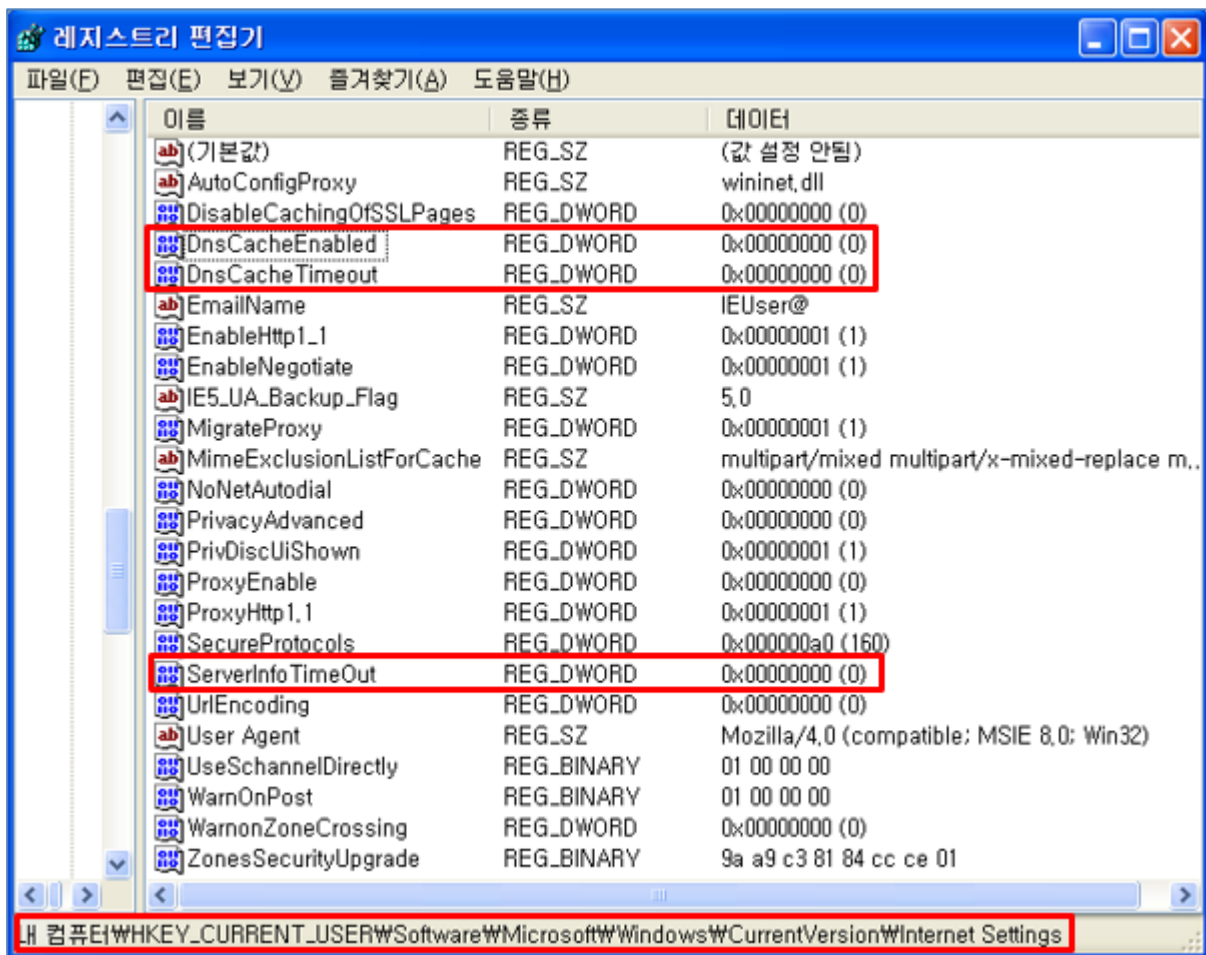 레지스트리 편집기
파일(F) 편집(E) 보기(V) 즐겨찾기(A) 도움말(H)
이름 종류 데이터
(기본값) REG_SZ (값 설정 안됨)
AutoConfigProxy REG_SZ wininet.dll
DisableCachingOfSSLPages REG_DWORD 0x00000000 (0)
DnsCacheEnabled REG_DWORD 0x00000000 (0)
DnsCacheTimeout REG_DWORD 0x00000000 (0)
EmailName REG_SZ IEUser@
EnableHttp1_1 REG_DWORD 0x00000001 (1)
EnableNegotiate REG_DWORD 0x00000001 (1)
IE5_UA_Backup_Flag REG_SZ 5.0
MigrateProxy REG_DWORD 0x00000001 (1)
MimeExclusionListForCache REG_SZ multipart/mixed multipart/x-mixed-replace m...
NoNetAutodial REG_DWORD 0x00000000 (0)
PrivacyAdvanced REG_DWORD 0x00000000 (0)
PrivDiscUiShown REG_DWORD 0x00000001 (1)
ProxyEnable REG_DWORD 0x00000000 (0)
ProxyHttp1.1 REG_DWORD 0x00000001 (1)
SecureProtocols REG_DWORD 0x000000a0 (160)
ServerInfoTimeOut REG_DWORD 0x00000000 (0)
UrlEncoding REG_DWORD 0x00000000 (0)
User Agent REG_SZ Mozilla/4.0 (compatible; MSIE 8.0; Win32)
UseSchannelDirectly REG_BINARY 01 00 00 00
WarnOnPost REG_BINARY 01 00 00 00
WarnonZoneCrossing REG_DWORD 0x00000000 (0)
ZonesSecurityUpgrade REG_BINARY 9a a9 c3 81 84 cc ce 01
내 컴퓨터₩HKEY_CURRENT_USER₩Software₩Microsoft₩Windows₩CurrentVersion₩Internet Settings